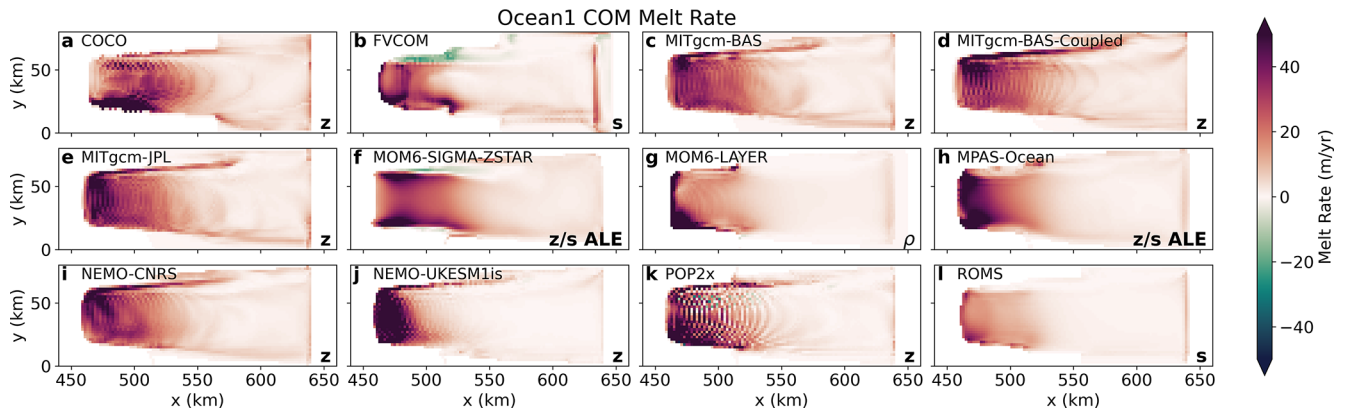 Ocean1 COM Melt Rate
a COCO
b FVCOM
c MITgcm-BAS
d MITgcm-BAS-Coupled
y (km)
50
0
z
s
z
z
e MITgcm-JPL
f MOM6-SIGMA-ZSTAR
g MOM6-LAYER
h MPAS-Ocean
y (km)
50
0
z
z/s ALE
ρ
z/s ALE
i NEMO-CNRS
j NEMO-UKESM1is
k POP2x
l ROMS
y (km)
50
0
z
z
z
s
450 500 550 600 650
450 500 550 600 650
450 500 550 600 650
450 500 550 600 650
x (km)
x (km)
x (km)
x (km)
40
20
0
−20
−40
Melt Rate (m/yr)